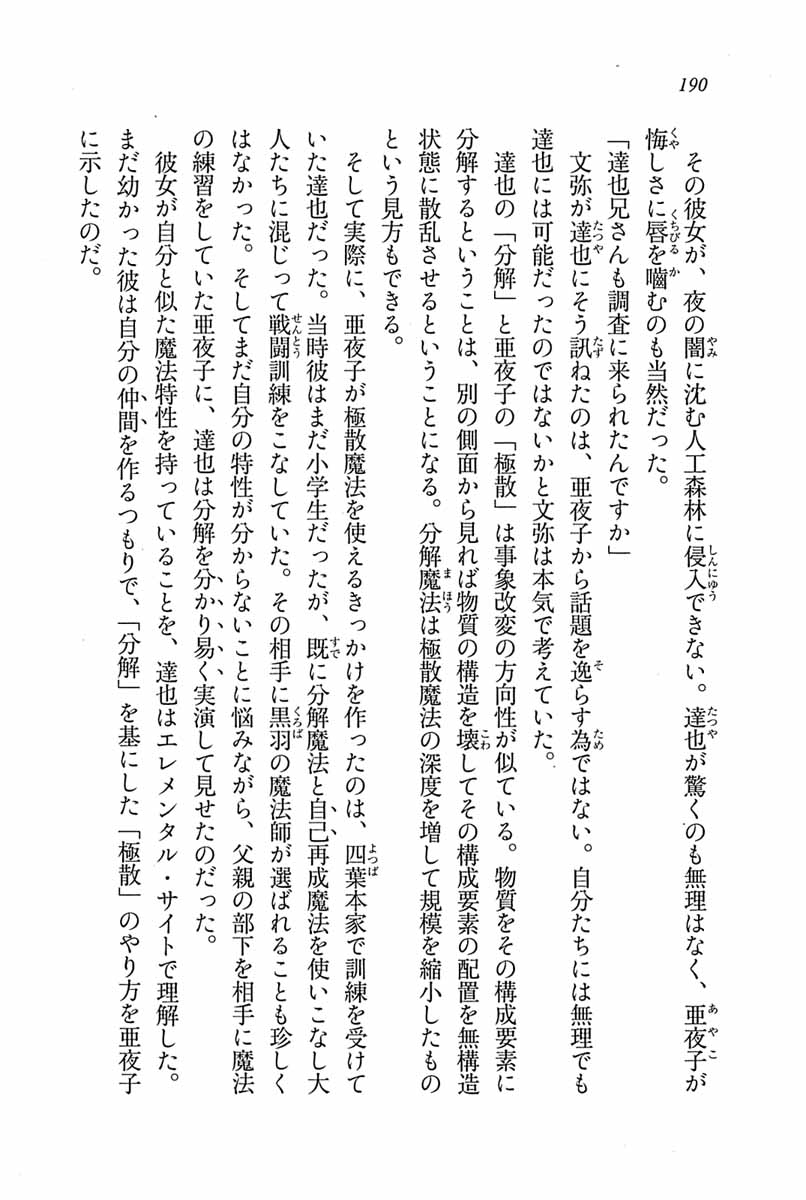 190
その彼女が、夜の闇に沈む人工森林に侵入できない。達也が驚くのも無理はなく、亜夜子が
悔しさに唇を嚙むのも当然だった。
「達也兄さんも調査に来られたんですか」
文弥が達也にそう訊ねたのは、亜夜子から話題を逸らす為ではない。自分たちには無理でも
達也には可能だったのではないかと文弥は本気で考えていた。
達也の「分解」と亜夜子の「極散」は事象改変の方向性が似ている。物質をその構成要素に
分解するということは、別の側面から見れば物質の構造を壊してその構成要素の配置を無構造
状態に散乱させるということになる。分解魔法は極散魔法の深度を増して規模を縮小したもの
という見方もできる。
そして実際に、亜夜子が極散魔法を使えるきっかけを作ったのは、四葉本家で訓練を受けて
いた達也だった。当時彼はまだ小学生だったが、既に分解魔法と自己再成魔法を使いこなし大
人たちに混じって戦闘訓練をこなしていた。その相手に黒羽の魔法師が選ばれることも珍しく
はなかった。そしてまだ自分の特性が分からないことに悩みながら、父親の部下を相手に魔法
の練習をしていた亜夜子に、達也は分解を分かり易く実演して見せたのだった。
彼女が自分と似た魔法特性を持っていることを、達也はエレメンタル・サイトで理解した。
まだ幼かった彼は自分の仲間を作るつもりで、「分解」を基にした「極散」のやり方を亜夜子
に示したのだ。